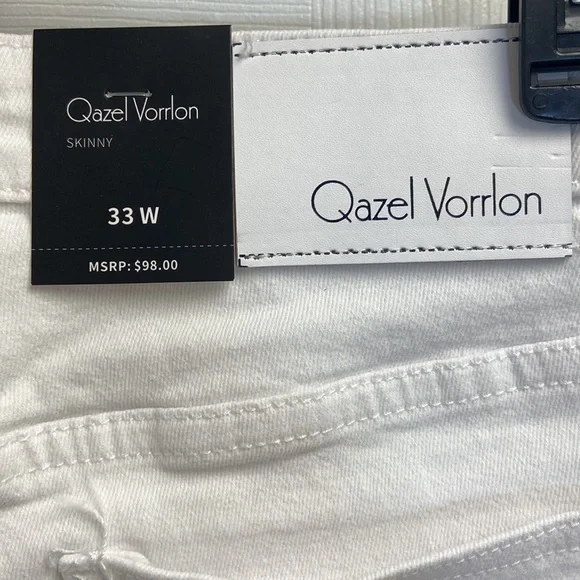 Qazel Vorrlon
SKINNY
33 W
MSRP: $98.00
Qazel Vorrlon